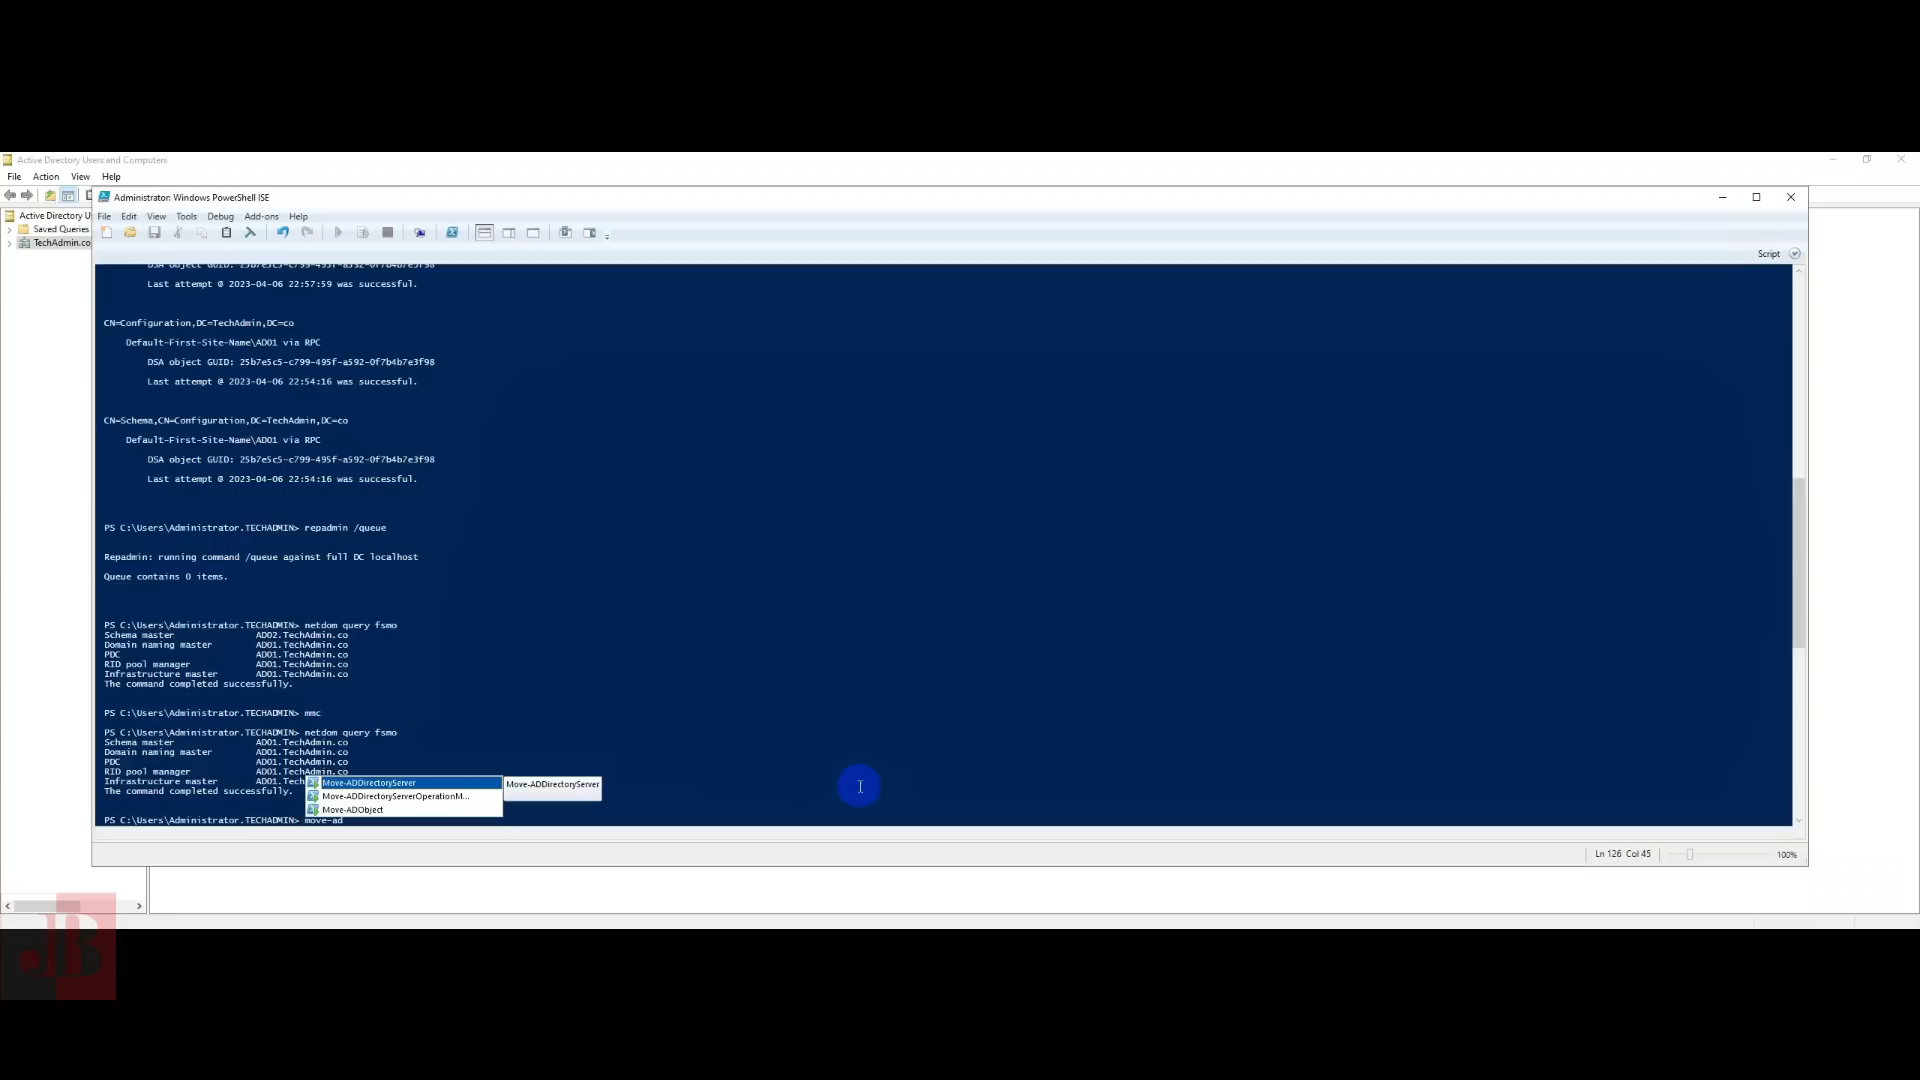 Active Directory Users and Computers
File Action View Help
Administrator: Windows PowerShell ISE
File Edit View Tools Debug Add-ons Help
Active Directory U
Saved Queries
TechAdmin.co
Script
DSA object GUID: 25b7e5c5-c799-495f-a592-0f7b4b7e3f98
Last attempt @ 2023-04-06 22:57:59 was successful.
CN=Configuration,DC=TechAdmin,DC=co
Default-First-Site-Name\AD01 via RPC
DSA object GUID: 25b7e5c5-c799-495f-a592-0f7b4b7e3f98
Last attempt @ 2023-04-06 22:54:16 was successful.
CN=Schema,CN=Configuration,DC=TechAdmin,DC=co
Default-First-Site-Name\AD01 via RPC
DSA object GUID: 25b7e5c5-c799-495f-a592-0f7b4b7e3f98
Last attempt @ 2023-04-06 22:54:16 was successful.
PS C:\Users\Administrator.TECHADMIN> repadmin /queue
Repadmin: running command /queue against full DC localhost
Queue contains 0 items.
PS C:\Users\Administrator.TECHADMIN> netdom query fsmo
Schema master AD02.TechAdmin.co
Domain naming master AD01.TechAdmin.co
PDC AD01.TechAdmin.co
RID pool manager AD01.TechAdmin.co
Infrastructure master AD01.TechAdmin.co
The command completed successfully.
PS C:\Users\Administrator.TECHADMIN> mmc
PS C:\Users\Administrator.TECHADMIN> netdom query fsmo
Schema master AD01.TechAdmin.co
Domain naming master AD01.TechAdmin.co
PDC AD01.TechAdmin.co
RID pool manager AD01.TechAdmin.co
Infrastructure master AD01.Tech
The command completed successfully.
Move-ADDirectoryServer
Move-ADDirectoryServerOperationM...
Move-ADObject
Move-ADDirectoryServer
PS C:\Users\Administrator.TECHADMIN> move-ad
Ln 126 Col 45
100%
JB